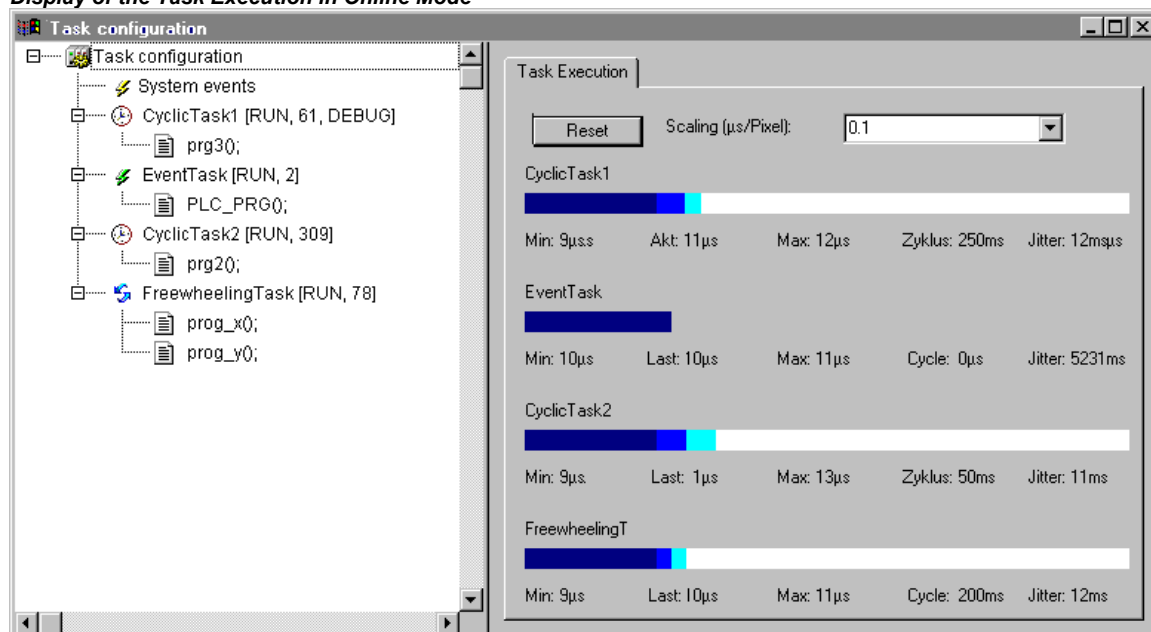 Display of the Task Execution in Online Mode
Task configuration
Task configuration
System events
CyclicTask1 [RUN, 61, DEBUG]
prg3();
EventTask [RUN, 2]
PLC_PRG();
CyclicTask2 [RUN, 309]
prg2();
FreewheelingTask [RUN, 78]
prog_x();
prog_y();
Task Execution
Reset Scaling (µs/Pixel): 0.1
CyclicTask1
Min: 9µs.s Akt: 11µs Max: 12µs Zyklus: 250ms Jitter: 12msµs
EventTask
Min: 10µs Last: 10µs Max: 11µs Cycle: 0µs Jitter: 5231ms
CyclicTask2
Min: 9µs. Last: 1µs Max: 13µs Zyklus: 50ms Jitter: 11ms
FreewheelingT
Min: 9µs Last: l0µs Max: 11µs Cycle: 200ms Jitter: 12ms